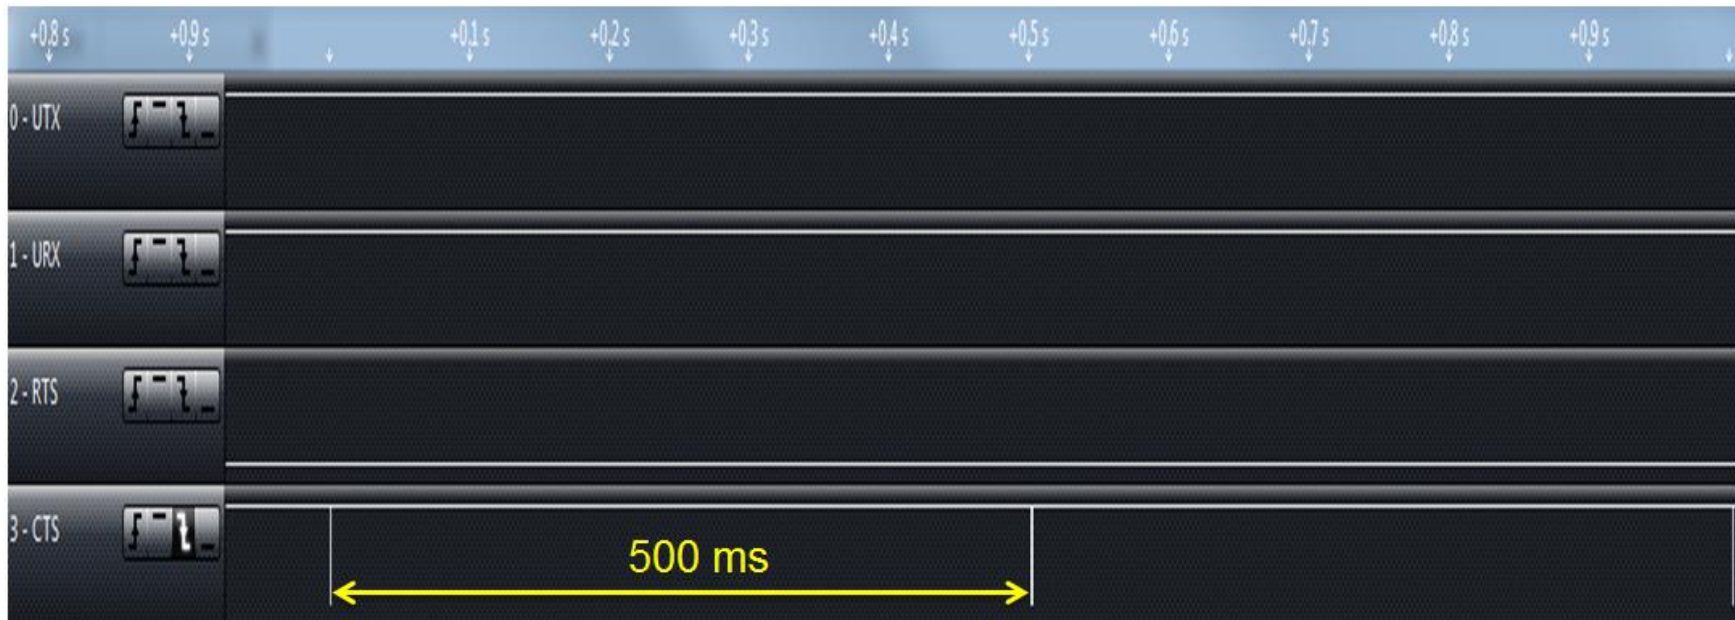 +0.8 s +0.9 s +0.1 s +0.2 s +0.3 s +0.4 s +0.5 s +0.6 s +0.7 s +0.8 s +0.9 s
0 - UTX
1 - URX
2 - RTS
3 - CTS
500 ms